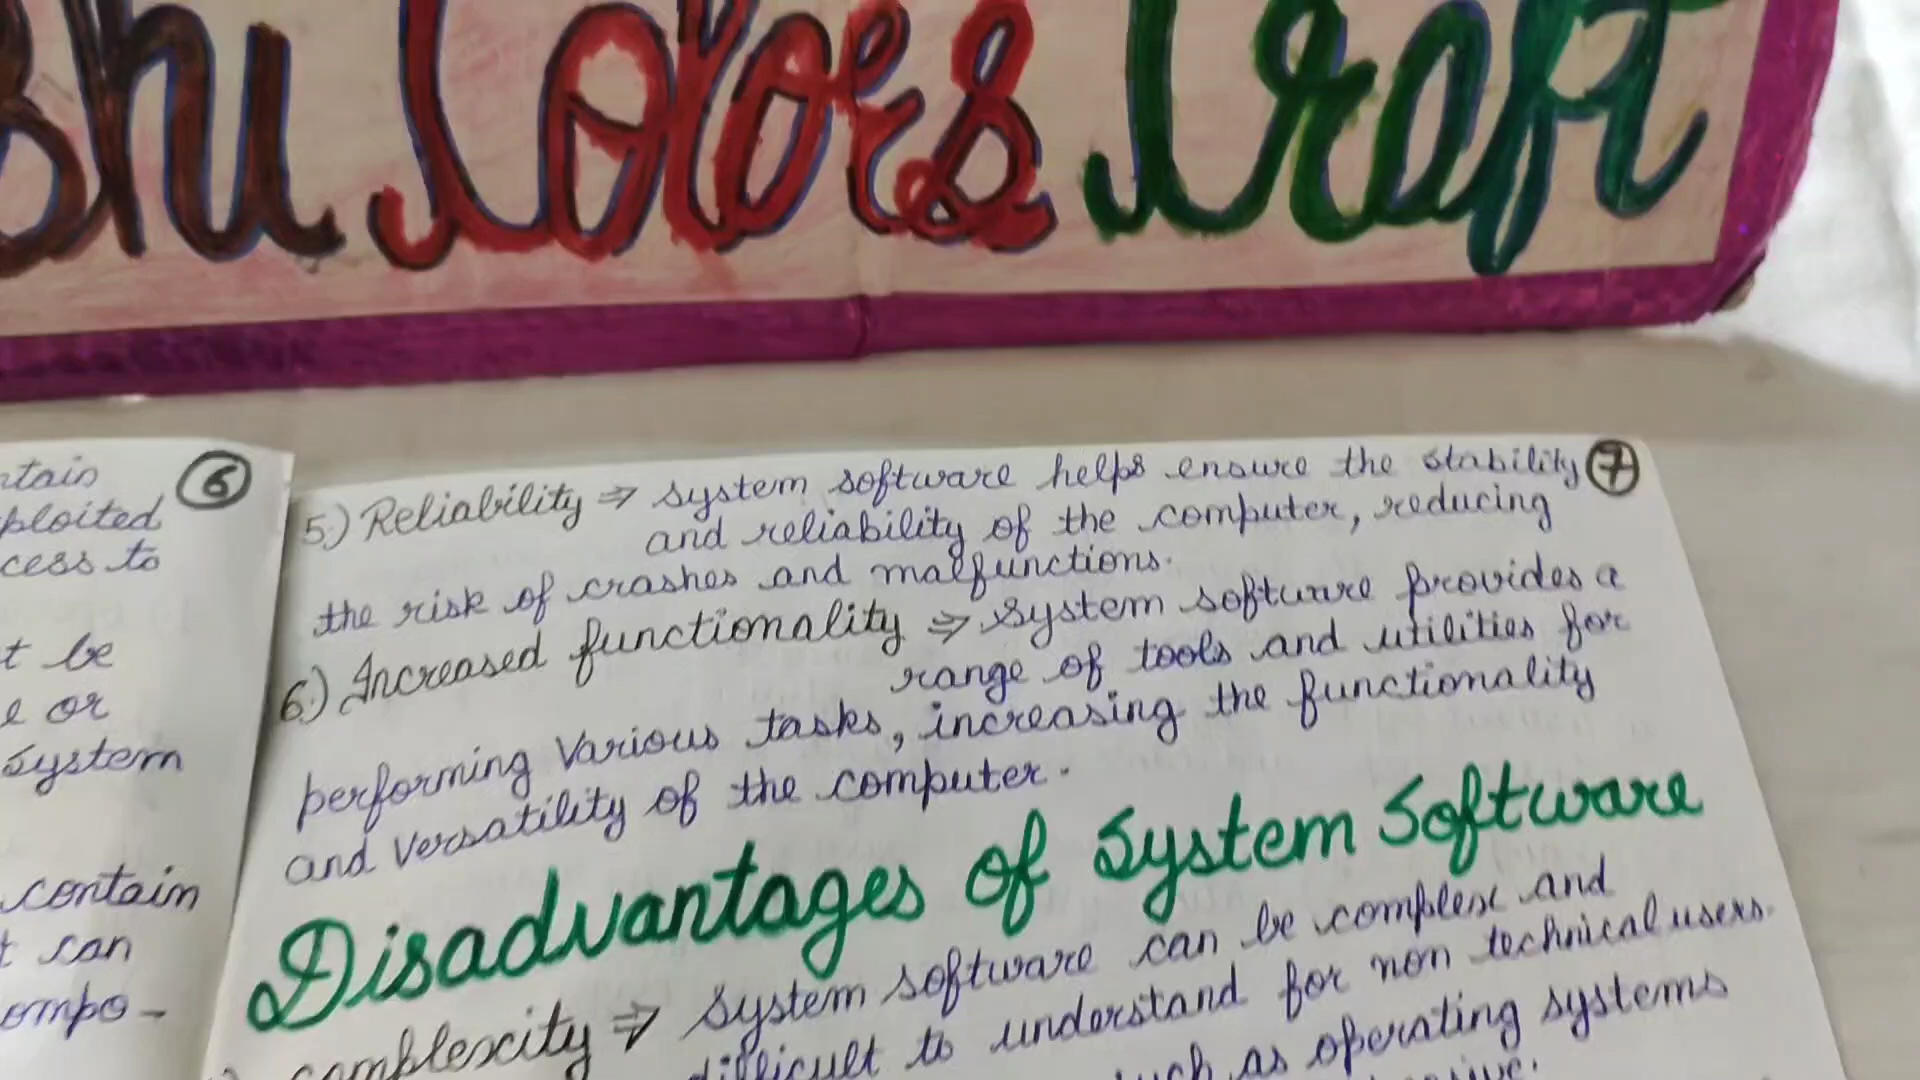 shi Colors Craft
ntain
ploited
cess to
t be
e or
system
contain
t can
ompo-
6
7
5.) Reliability ⇒ system software helps ensure the stability
and reliability of the computer, reducing
the risk of crashes and malfunctions.
6.) Increased functionality ⇒ system software provides a
range of tools and utilities for
performing various tasks, increasing the functionality
and versatility of the computer.
Disadvantages of System Software
complexity ⇒ system software can be complex and
difficult to understand for non technical users.
such as operating systems